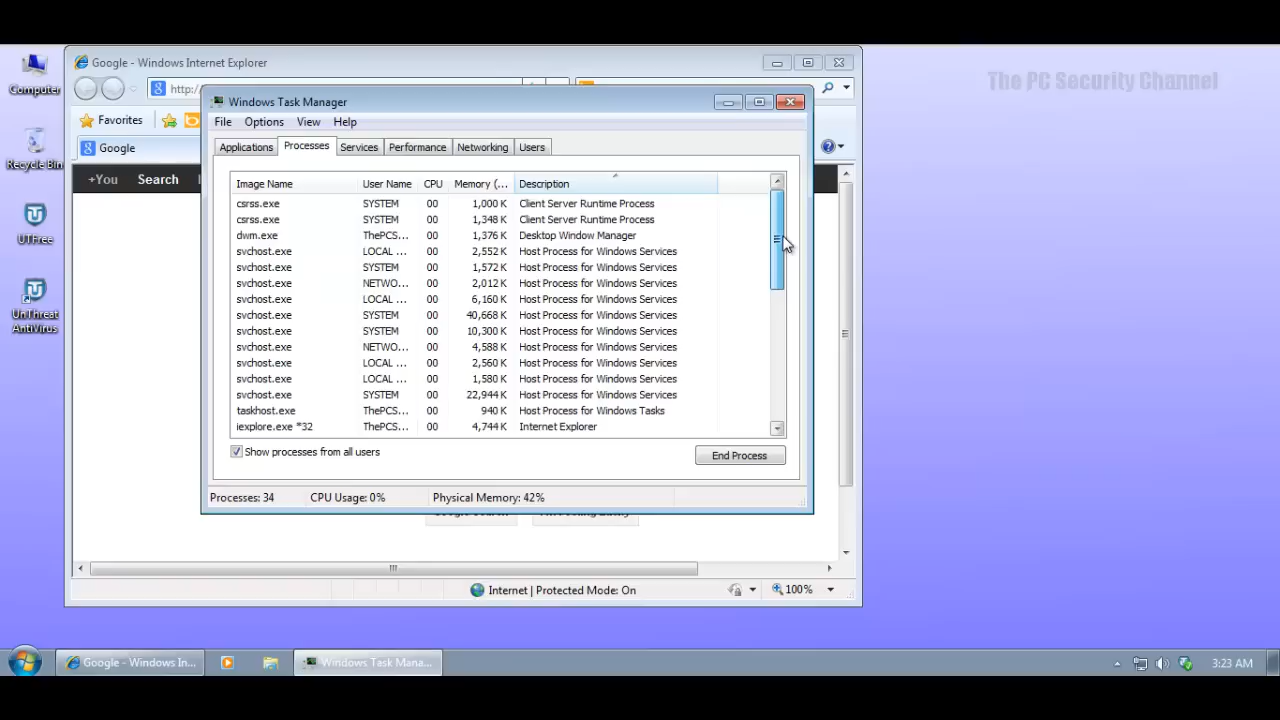 The PC Security Channel
Computer
Recycle Bin
UTFree
UnThreat
AntiVirus
Google - Windows Internet Explorer
http:/
Favorites
Google
+You Search
Windows Task Manager
File Options View Help
Applications Processes Services Performance Networking Users
Image Name User Name CPU Memory (... Description
csrss.exe SYSTEM 00 1,000 K Client Server Runtime Process
csrss.exe SYSTEM 00 1,348 K Client Server Runtime Process
dwm.exe ThePCS... 00 1,376 K Desktop Window Manager
svchost.exe LOCAL ... 00 2,552 K Host Process for Windows Services
svchost.exe SYSTEM 00 1,572 K Host Process for Windows Services
svchost.exe NETWO... 00 2,012 K Host Process for Windows Services
svchost.exe LOCAL ... 00 6,160 K Host Process for Windows Services
svchost.exe SYSTEM 00 40,668 K Host Process for Windows Services
svchost.exe SYSTEM 00 10,300 K Host Process for Windows Services
svchost.exe NETWO... 00 4,588 K Host Process for Windows Services
svchost.exe LOCAL ... 00 2,560 K Host Process for Windows Services
svchost.exe LOCAL ... 00 1,580 K Host Process for Windows Services
svchost.exe SYSTEM 00 22,944 K Host Process for Windows Services
taskhost.exe ThePCS... 00 940 K Host Process for Windows Tasks
iexplore.exe *32 ThePCS... 00 4,744 K Internet Explorer
Show processes from all users
End Process
Processes: 34 CPU Usage: 0% Physical Memory: 42%
Internet | Protected Mode: On
100%
Google - Windows In...
Windows Task Mana...
3:23 AM